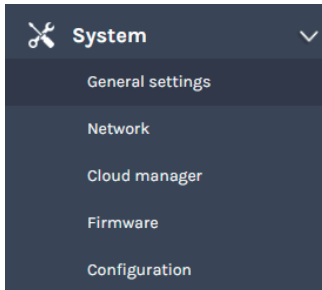 System
General settings
Network
Cloud manager
Firmware
Configuration